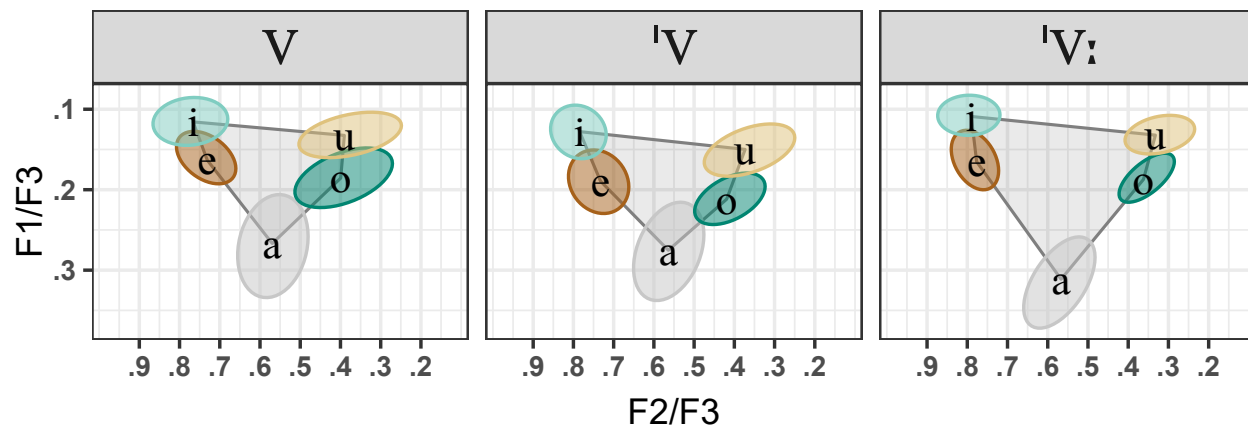 V ˈV ˈVː
F1/F3
.1
.2
.3
i u e o a
i u e o a
i u e o a
.9 .8 .7 .6 .5 .4 .3 .2
.9 .8 .7 .6 .5 .4 .3 .2
.9 .8 .7 .6 .5 .4 .3 .2
F2/F3